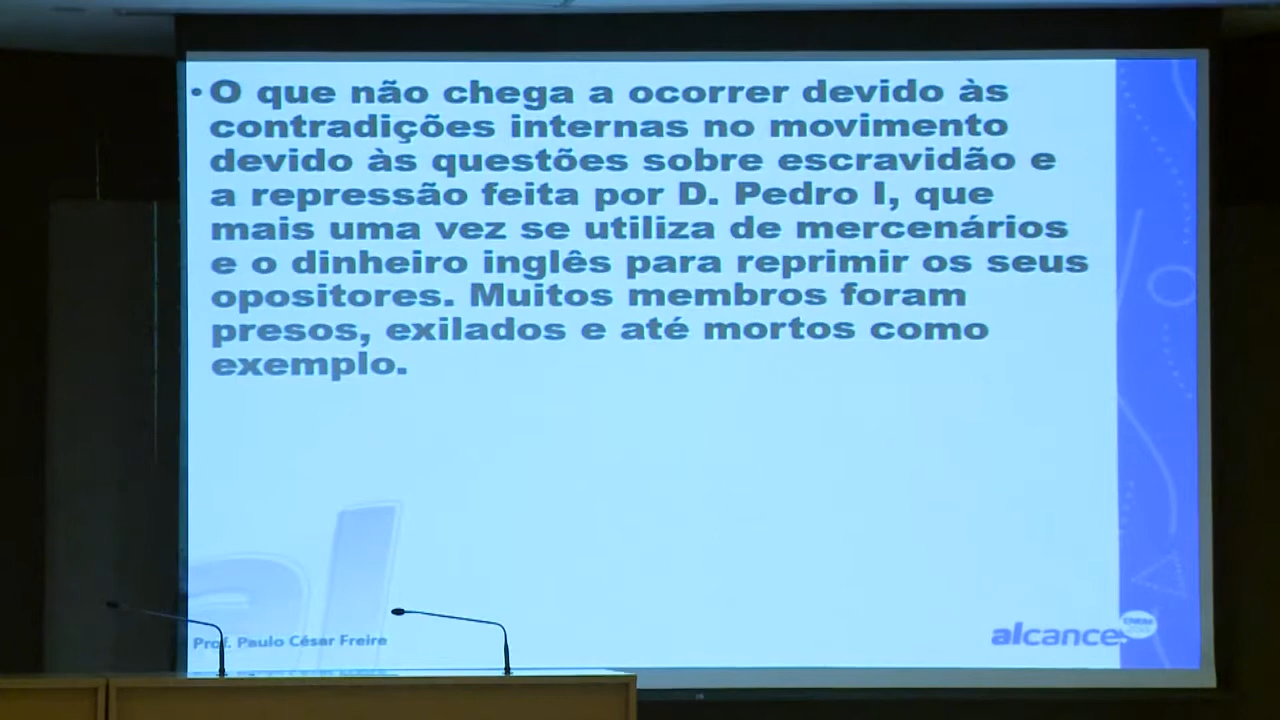 • O que não chega a ocorrer devido às
contradições internas no movimento
devido às questões sobre escravidão e
a repressão feita por D. Pedro I, que
mais uma vez se utiliza de mercenários
e o dinheiro inglês para reprimir os seus
opositores. Muitos membros foram
presos, exilados e até mortos como
exemplo.
Prof. Paulo César Freire
alcance.
ENEM